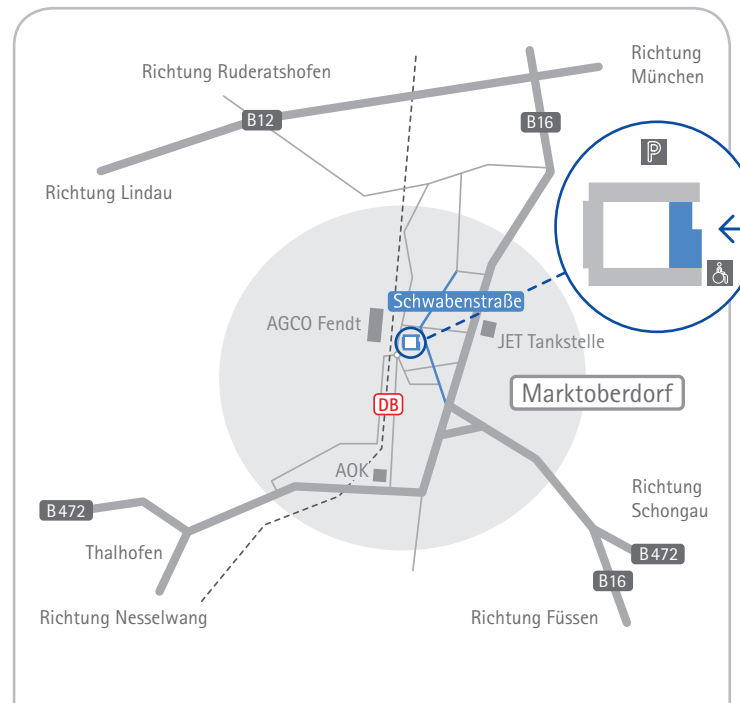 Richtung Ruderatshofen
Richtung
München
B12
B16
P
Richtung Lindau
Schwabenstraße
AGCO Fendt
JET Tankstelle
Marktoberdorf
DB
AOK
B472
Richtung
Schongau
Thalhofen
B472
B16
Richtung Nesselwang
Richtung Füssen